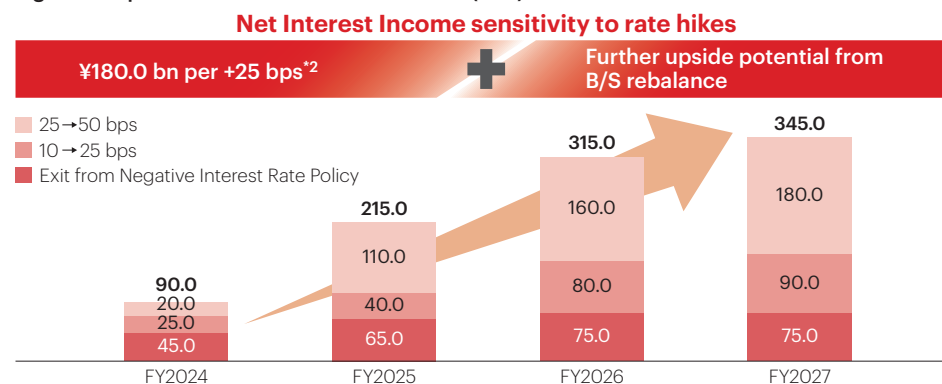 Net Interest Income sensitivity to rate hikes
¥180.0 bn per +25 bps*2
Further upside potential from
B/S rebalance
25→50 bps
10→25 bps
Exit from Negative Interest Rate Policy
90.0
20.0
25.0
45.0
FY2024
215.0
110.0
40.0
65.0
FY2025
315.0
160.0
80.0
75.0
FY2026
345.0
180.0
90.0
75.0
FY2027